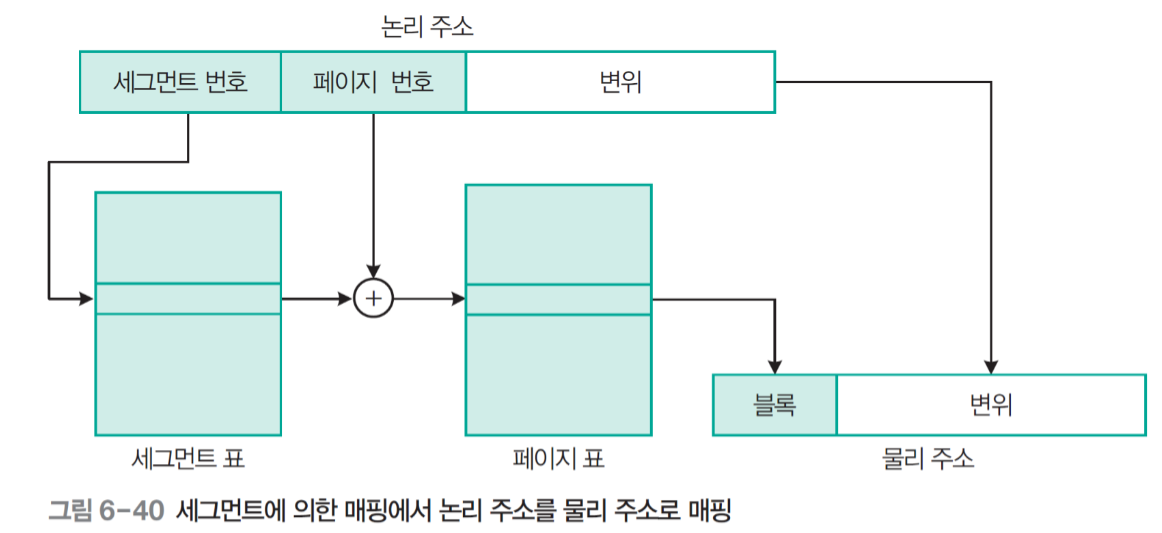 논리 주소
세그먼트 번호 페이지 번호 변위
+
블록 변위
세그먼트 표 페이지 표 물리 주소
그림 6-40 세그먼트에 의한 매핑에서 논리 주소를 물리 주소로 매핑